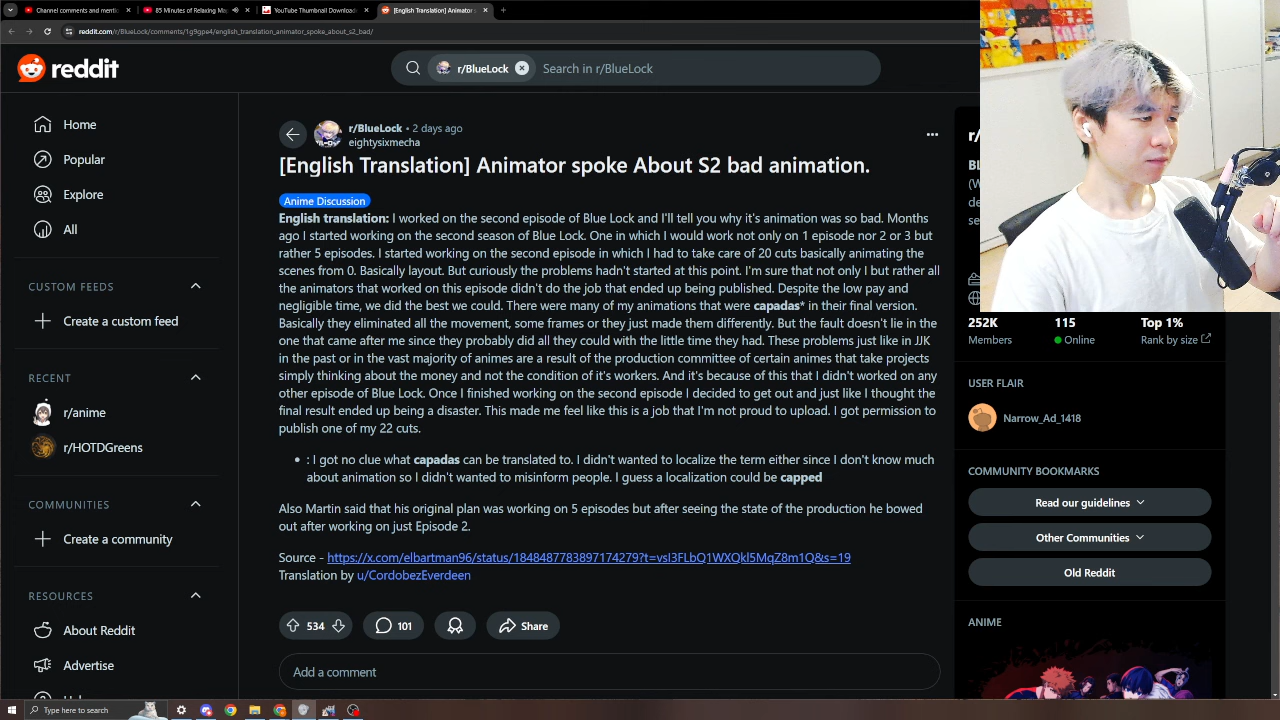 Channel comments and mentio
85 Minutes of Relaxing Ma
YouTube Thumbnail Downloade
[English Translation] Animator s
reddit.com/r/BlueLock/comments/1g9gpe4/english_translation_animator_spoke_about_s2_bad/
reddit
r/BlueLock
Search in r/BlueLock
Home
Popular
Explore
All
CUSTOM FEEDS
Create a custom feed
RECENT
r/anime
r/HOTDGreens
COMMUNITIES
Create a community
RESOURCES
About Reddit
Advertise
r/BlueLock • 2 days ago
eightysixmecha
[English Translation] Animator spoke About S2 bad animation.
Anime Discussion
English translation: I worked on the second episode of Blue Lock and I'll tell you why it's animation was so bad. Months
ago I started working on the second season of Blue Lock. One in which I would work not only on 1 episode nor 2 or 3 but
rather 5 episodes. I started working on the second episode in which I had to take care of 20 cuts basically animating the
scenes from 0. Basically layout. But curiously the problems hadn't started at this point. I'm sure that not only I but rather all
the animators that worked on this episode didn't do the job that ended up being published. Despite the low pay and
negligible time, we did the best we could. There were many of my animations that were capadas* in their final version.
Basically they eliminated all the movement, some frames or they just made them differently. But the fault doesn't lie in the
one that came after me since they probably did all they could with the little time they had. These problems just like in JJK
in the past or in the vast majority of animes are a result of the production committee of certain animes that take projects
simply thinking about the money and not the condition of it's workers. And it's because of this that I didn't worked on any
other episode of Blue Lock. Once I finished working on the second episode I decided to get out and just like I thought the
final result ended up being a disaster. This made me feel like this is a job that I'm not proud to upload. I got permission to
publish one of my 22 cuts.
• : I got no clue what capadas can be translated to. I didn't wanted to localize the term either since I don't know much
about animation so I didn't wanted to misinform people. I guess a localization could be capped
Also Martin said that his original plan was working on 5 episodes but after seeing the state of the production he bowed
out after working on just Episode 2.
Source - https://x.com/elbartman96/status/1848487783897174279?t=vsI3FLbQ1WXQkl5MqZ8m1Q&s=19
Translation by u/CordobezEverdeen
534
101
Share
Add a comment
r/
252K
115
Top 1%
Members
Online
Rank by size
USER FLAIR
Narrow_Ad_1418
COMMUNITY BOOKMARKS
Read our guidelines
Other Communities
Old Reddit
ANIME
Type here to search